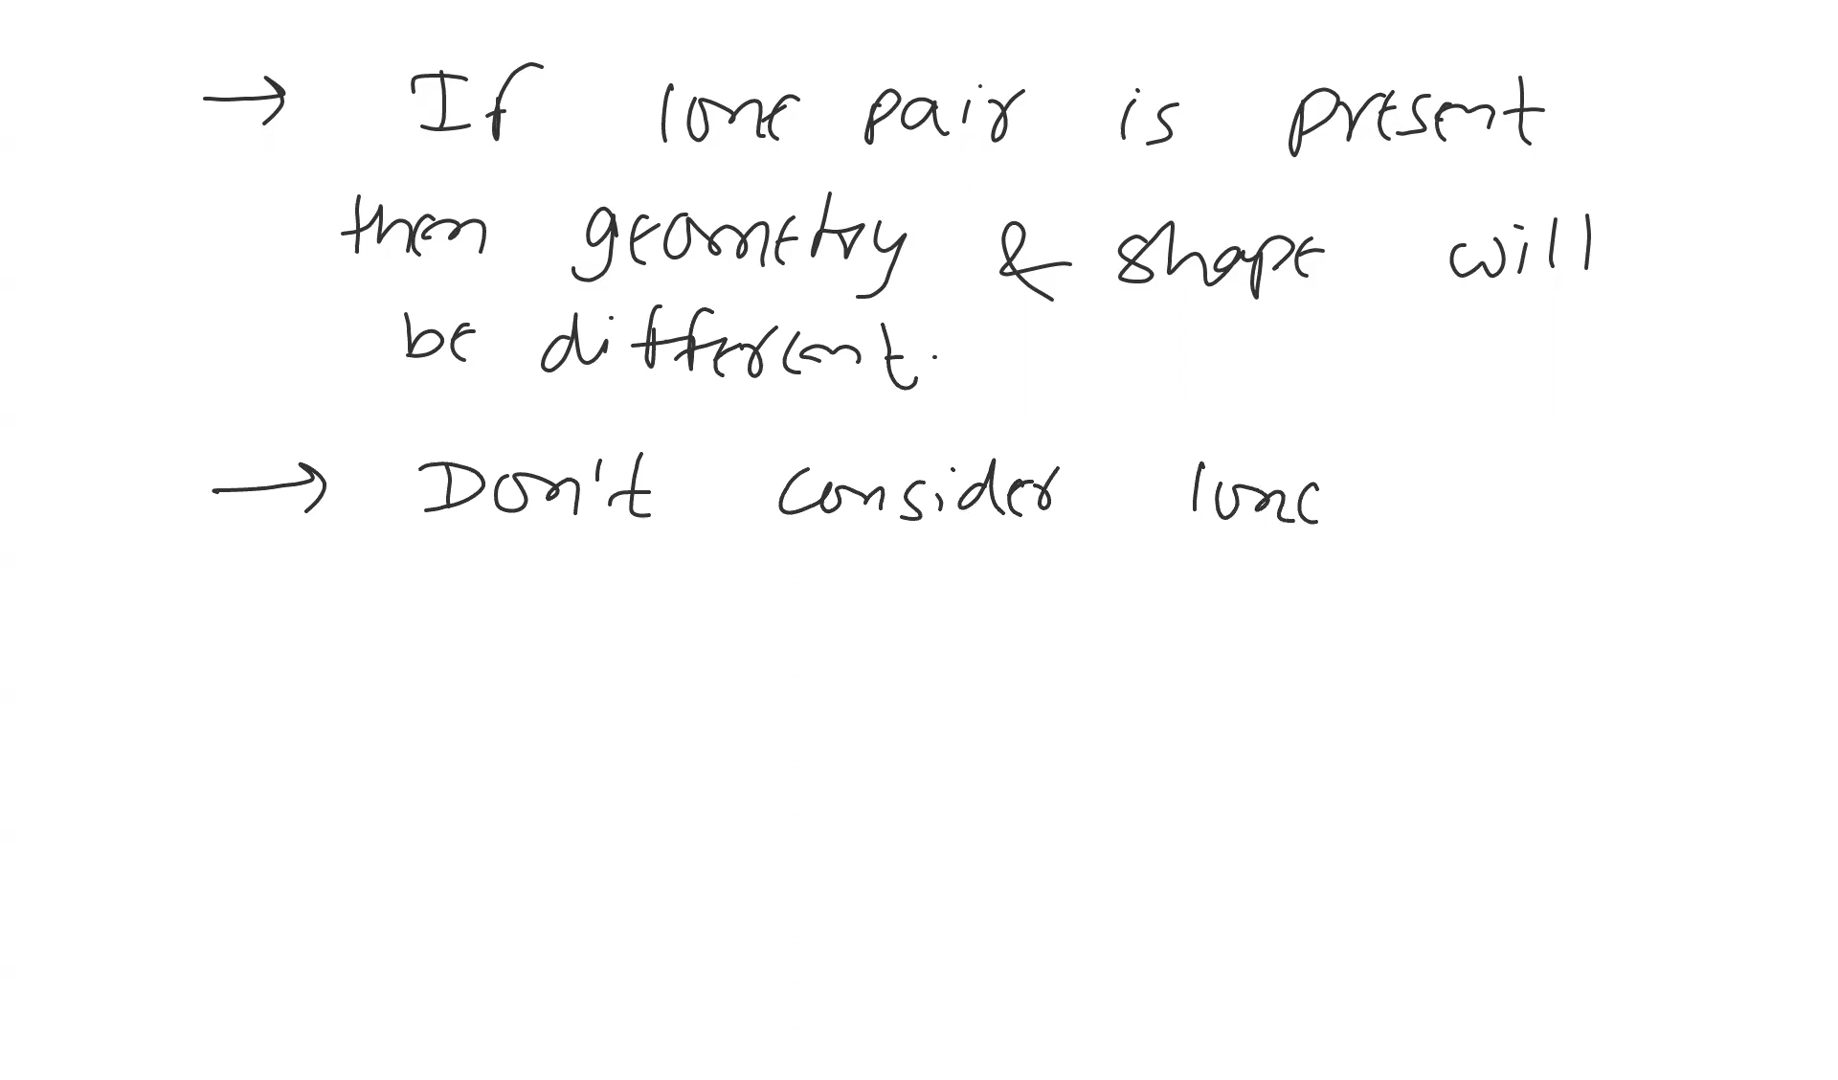 → If lone pair is present
then geometry & shape will
be different.
→ Don't consider lone